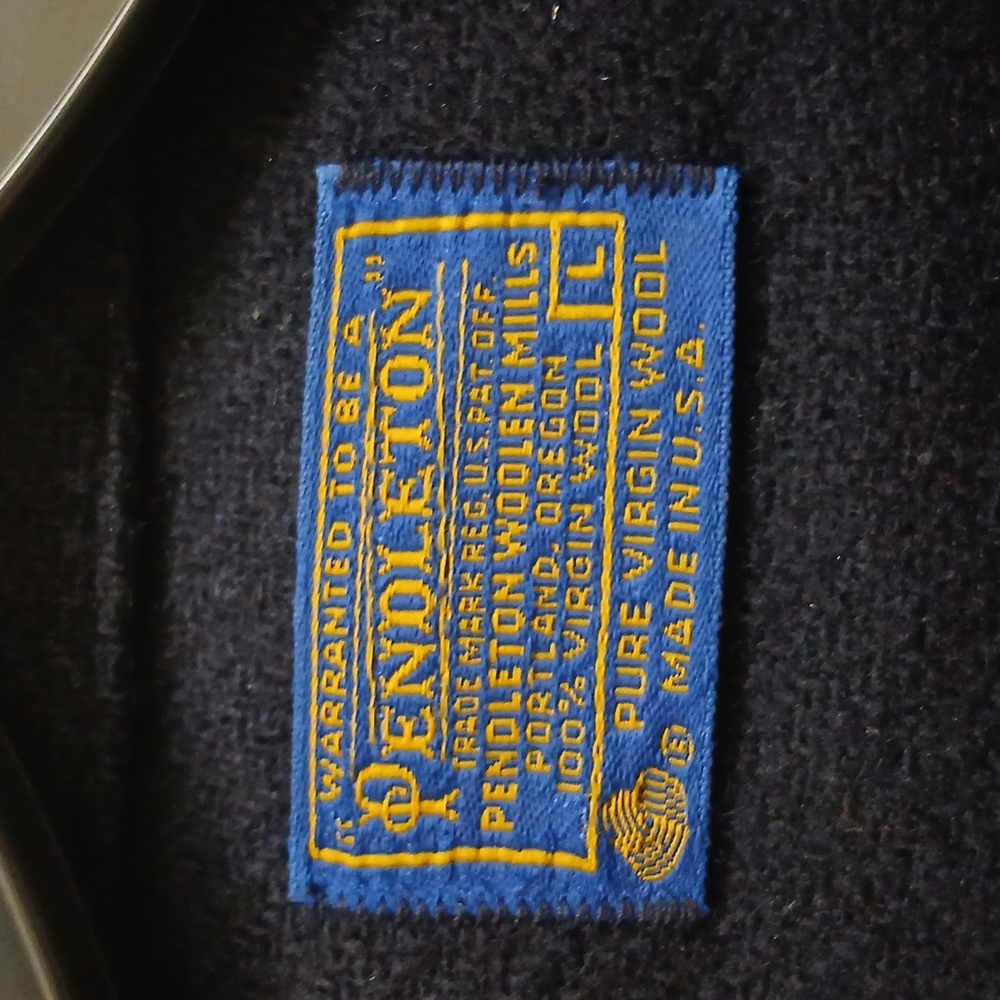 WARRANTED TO BE A
"PENDLETON"
TRADE MARK REG. U.S. PAT. OFF.
PENDLETON WOOLEN MILLS
PORTLAND, OREGON
100% VIRGIN WOOL
L
PURE VIRGIN WOOL
MADE IN U.S.A.